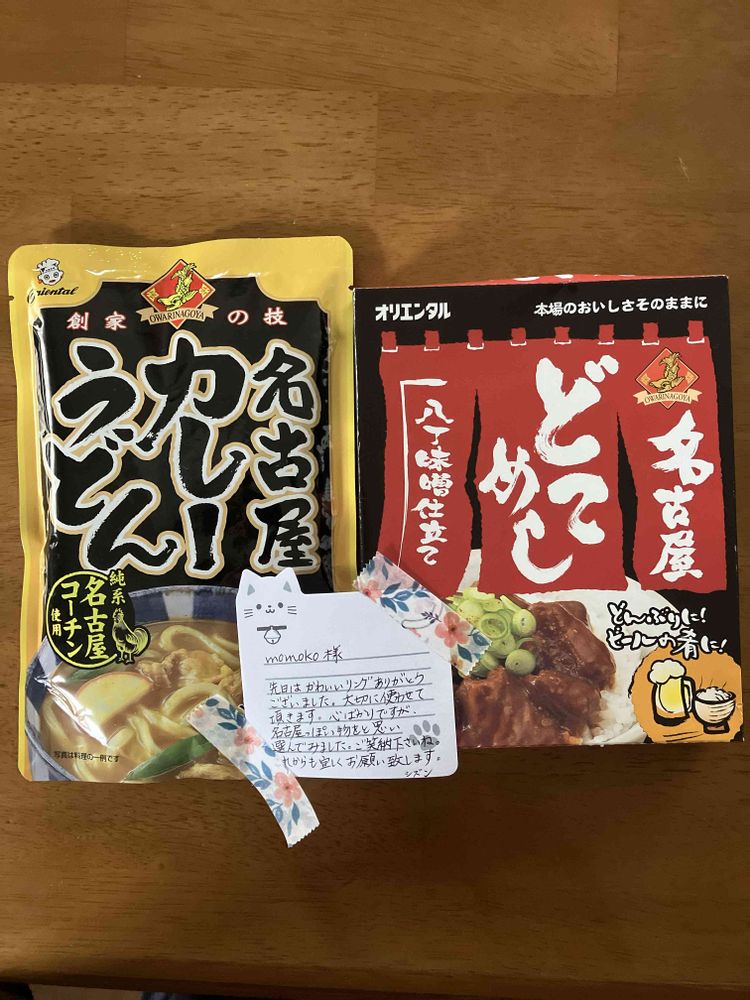 Oriental
OWARINAGOYA
創家の技
名古屋
カレー
うどん
純系
名古屋
コーチン
使用
写真は料理の一例です
オリエンタル
本場のおいしさそのままに
OWARINAGOYA
名古屋
どて
めし
八丁味噌仕立て
どんぶりに!
ビールの肴に!
momoko様
先日はかわいいリングありがとう
ございました。大切に使わせて
頂きます。心ばかりですが、
名古屋っぽい物をと思い
選んでみました。ご笑納下さいね。
これからも宜しくお願い致します。
シズン